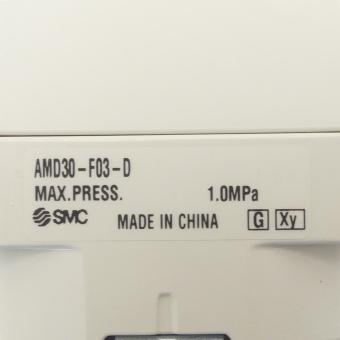 AMD30-F03-D
MAX.PRESS. 1.0MPa
SMC MADE IN CHINA G Xy